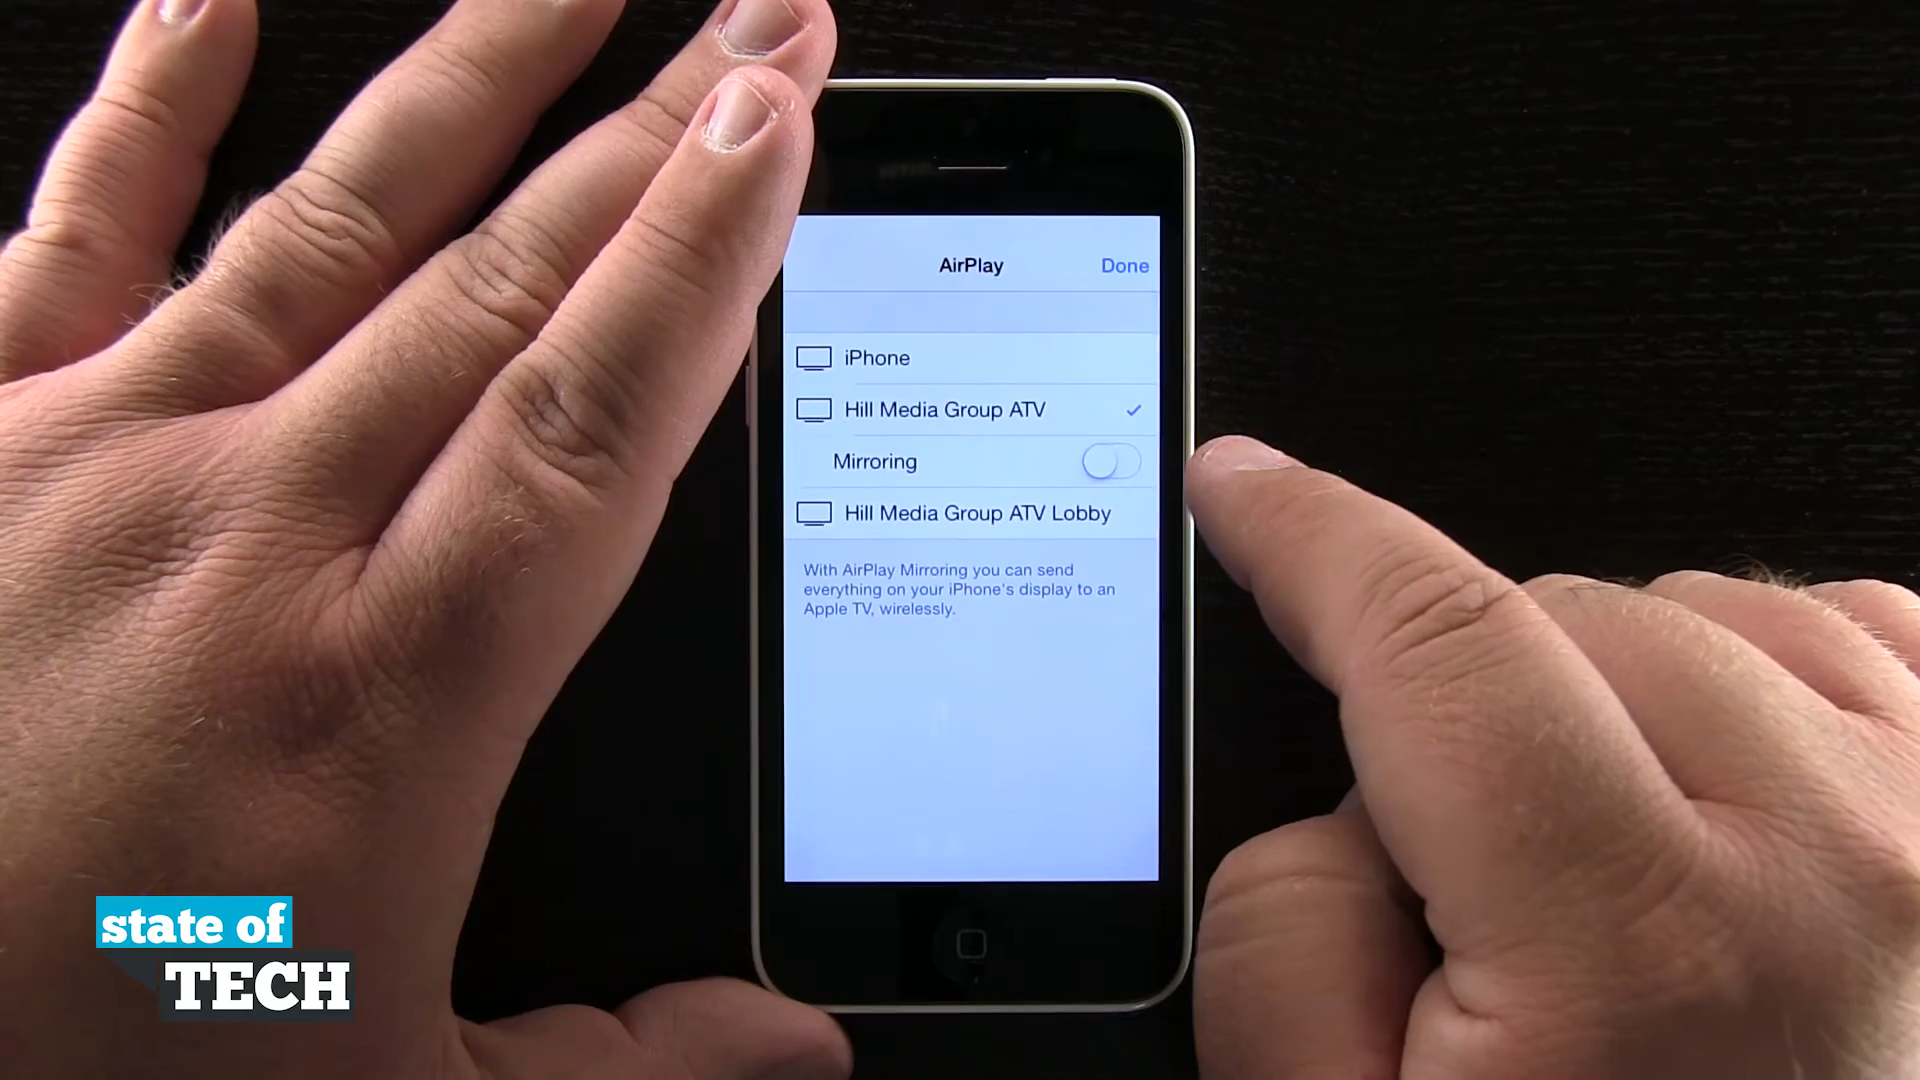 AirPlay
Done
iPhone
Hill Media Group ATV
Mirroring
Hill Media Group ATV Lobby
With AirPlay Mirroring you can send
everything on your iPhone's display to an
Apple TV, wirelessly.
state of
TECH